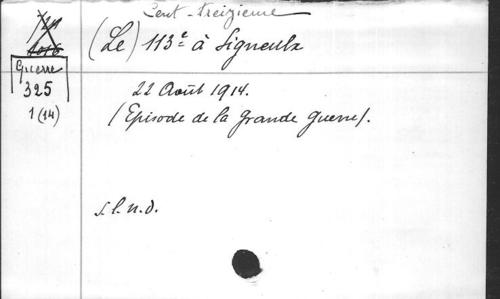 Cent-treizième
(Le) 113e à Signeulx
Guerre
325
1(14)
22 Août 1914.
(Episode de la grande guerre).
s.l.n.d.